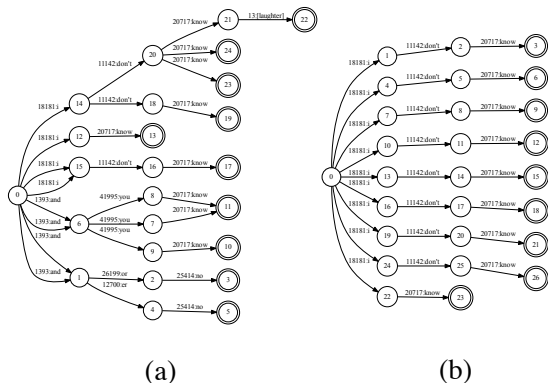 20717:know
21
13:[laughter]
22
20
20717:know
24
20717:know
23
11142:don't
18181:i
14
11142:don't
18
20717:know
19
18181:i
12
20717:know
13
18181:i
15
11142:don't
16
20717:know
17
18181:i
0
1393:and
41995:you
8
20717:know
11
1393:and
6
41995:you
7
20717:know
1393:and
41995:you
9
20717:know
10
1
26199:or
2
25414:no
3
12700:er
4
25414:no
5
(a)
0
18181:i
1
11142:don't
2
20717:know
3
18181:i
4
11142:don't
5
20717:know
6
18181:i
7
11142:don't
8
20717:know
9
18181:i
10
11142:don't
11
20717:know
12
18181:i
13
11142:don't
14
20717:know
15
18181:i
16
11142:don't
17
20717:know
18
18181:i
19
11142:don't
20
20717:know
21
18181:i
24
11142:don't
25
20717:know
26
18181:i
22
20717:know
23
(b)